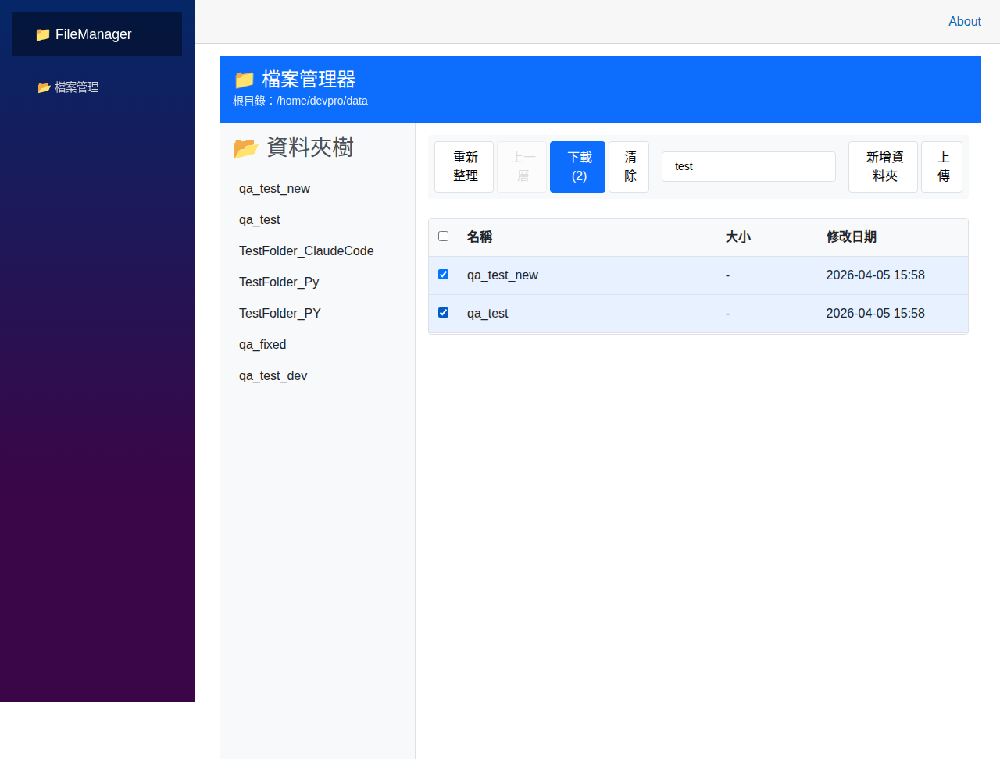 📁 FileManager
📂 檔案管理
About
📁 檔案管理器
根目錄：/home/devpro/data
📂 資料夾樹
qa_test_new
qa_test
TestFolder_ClaudeCode
TestFolder_Py
TestFolder_PY
qa_fixed
qa_test_dev
重新
整理
上一
層
下載
(2)
清
除
test
新增資
料夾
上
傳
名稱 大小 修改日期
qa_test_new - 2026-04-05 15:58
qa_test - 2026-04-05 15:58